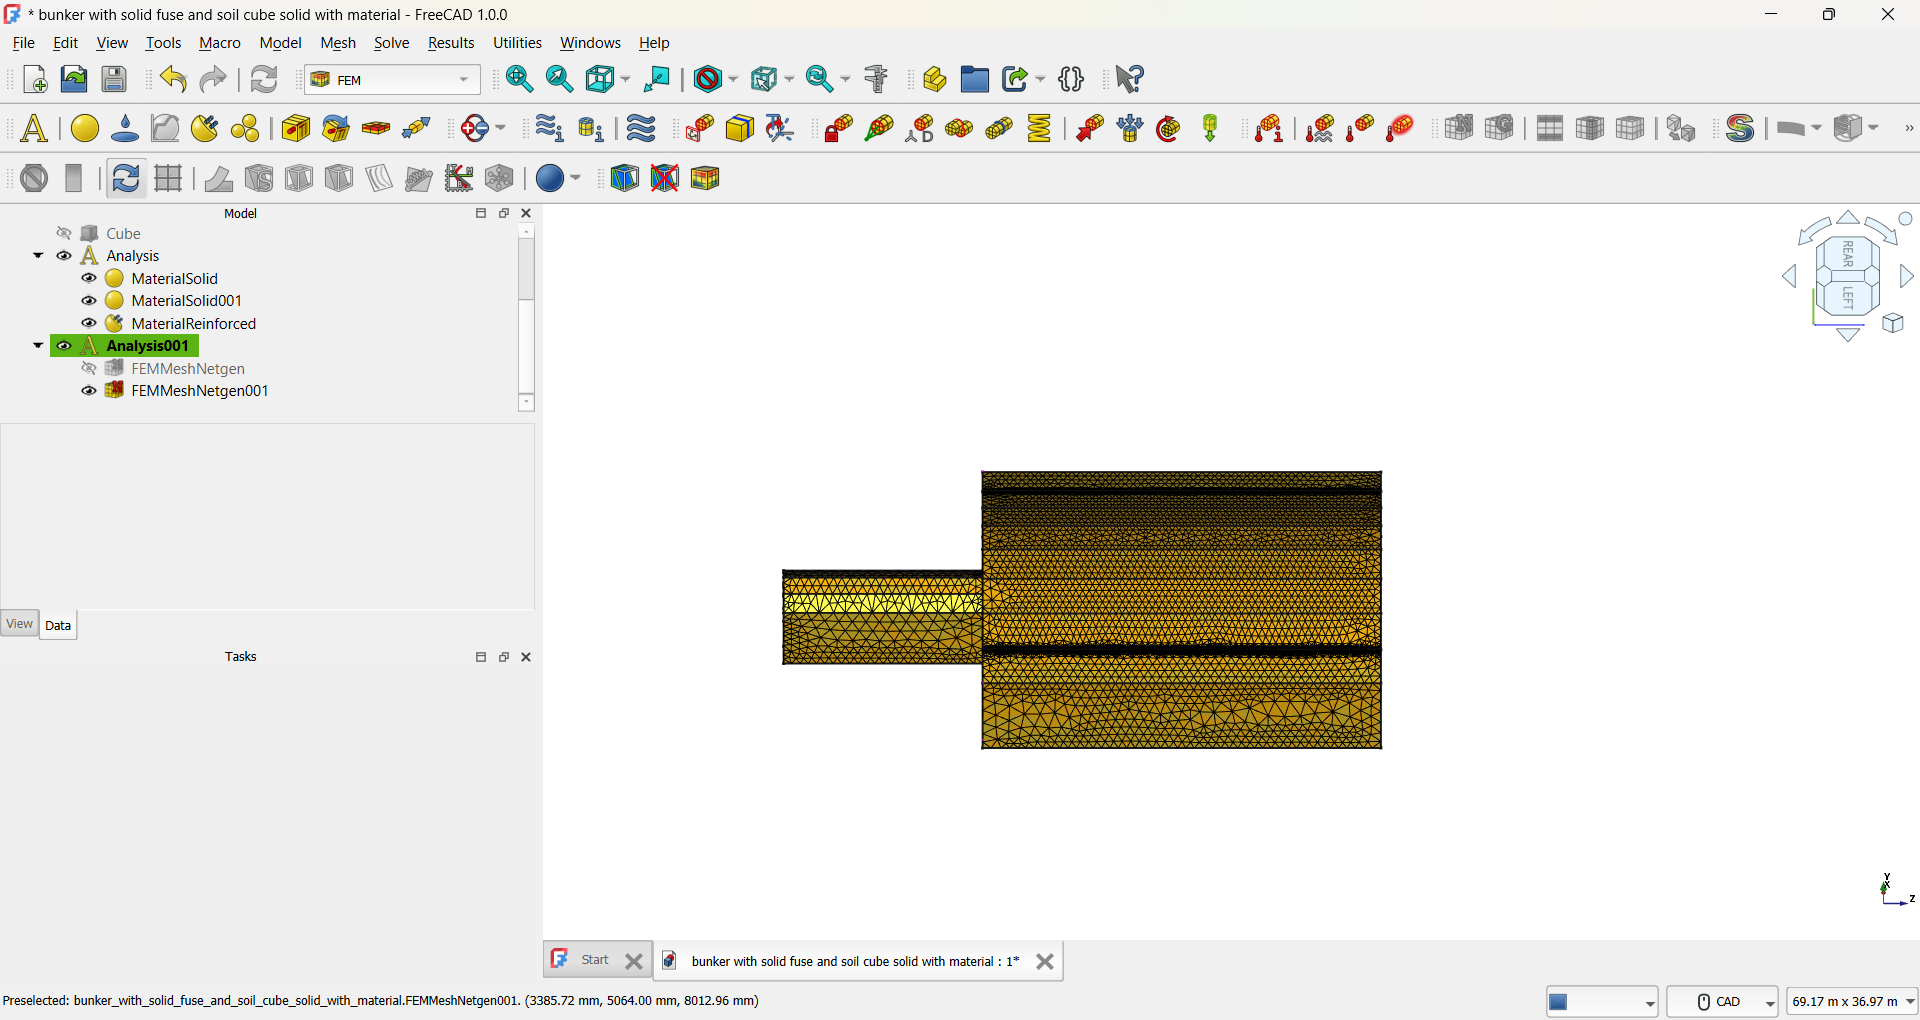 * bunker with solid fuse and soil cube solid with material - FreeCAD 1.0.0
File Edit View Tools Macro Model Mesh Solve Results Utilities Windows Help
FEM
Model
Cube
Analysis
MaterialSolid
MaterialSolid001
MaterialReinforced
Analysis001
FEMMeshNetgen
FEMMeshNetgen001
View Data
Tasks
REAR
LEFT
Y
X
Z
Start
bunker with solid fuse and soil cube solid with material : 1*
Preselected: bunker_with_solid_fuse_and_soil_cube_solid_with_material.FEMMeshNetgen001. (3385.72 mm, 5064.00 mm, 8012.96 mm)
CAD
69.17 m x 36.97 m